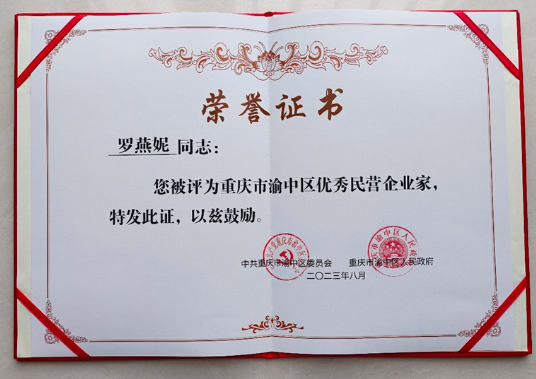 荣誉证书
罗燕妮 同志：
您被评为重庆市渝中区优秀民营企业家，
特发此证，以兹鼓励。
中共重庆市渝中区委员会 重庆市渝中区人民政府
二〇二三年八月